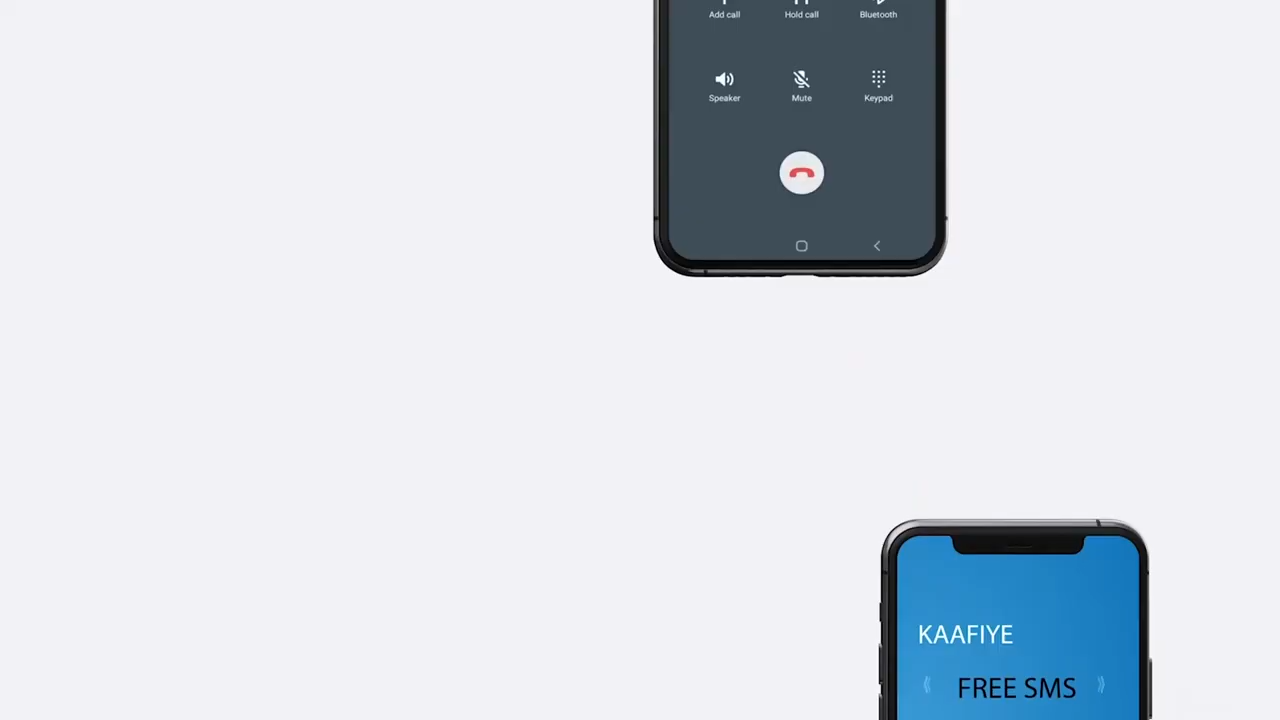 Add call Hold call Bluetooth
Speaker Mute Keypad
KAAFIYE
FREE SMS